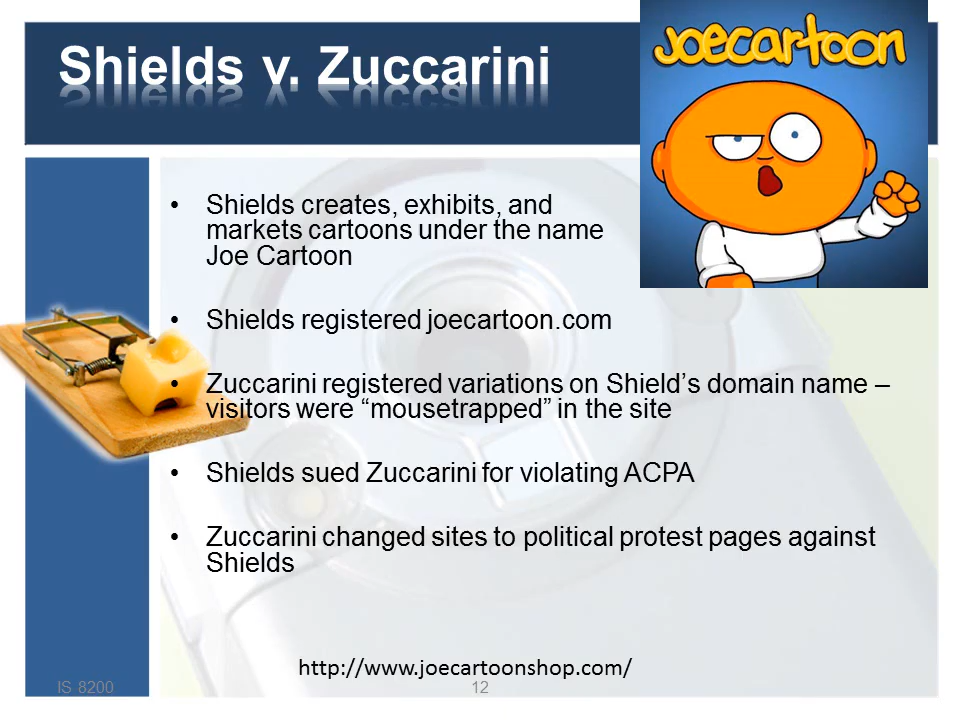 Shields v. Zuccarini
joecartoon
• Shields creates, exhibits, and
markets cartoons under the name
Joe Cartoon
• Shields registered joecartoon.com
• Zuccarini registered variations on Shield’s domain name –
visitors were “mousetrapped” in the site
• Shields sued Zuccarini for violating ACPA
• Zuccarini changed sites to political protest pages against
Shields
http://www.joecartoonshop.com/
IS 8200
12